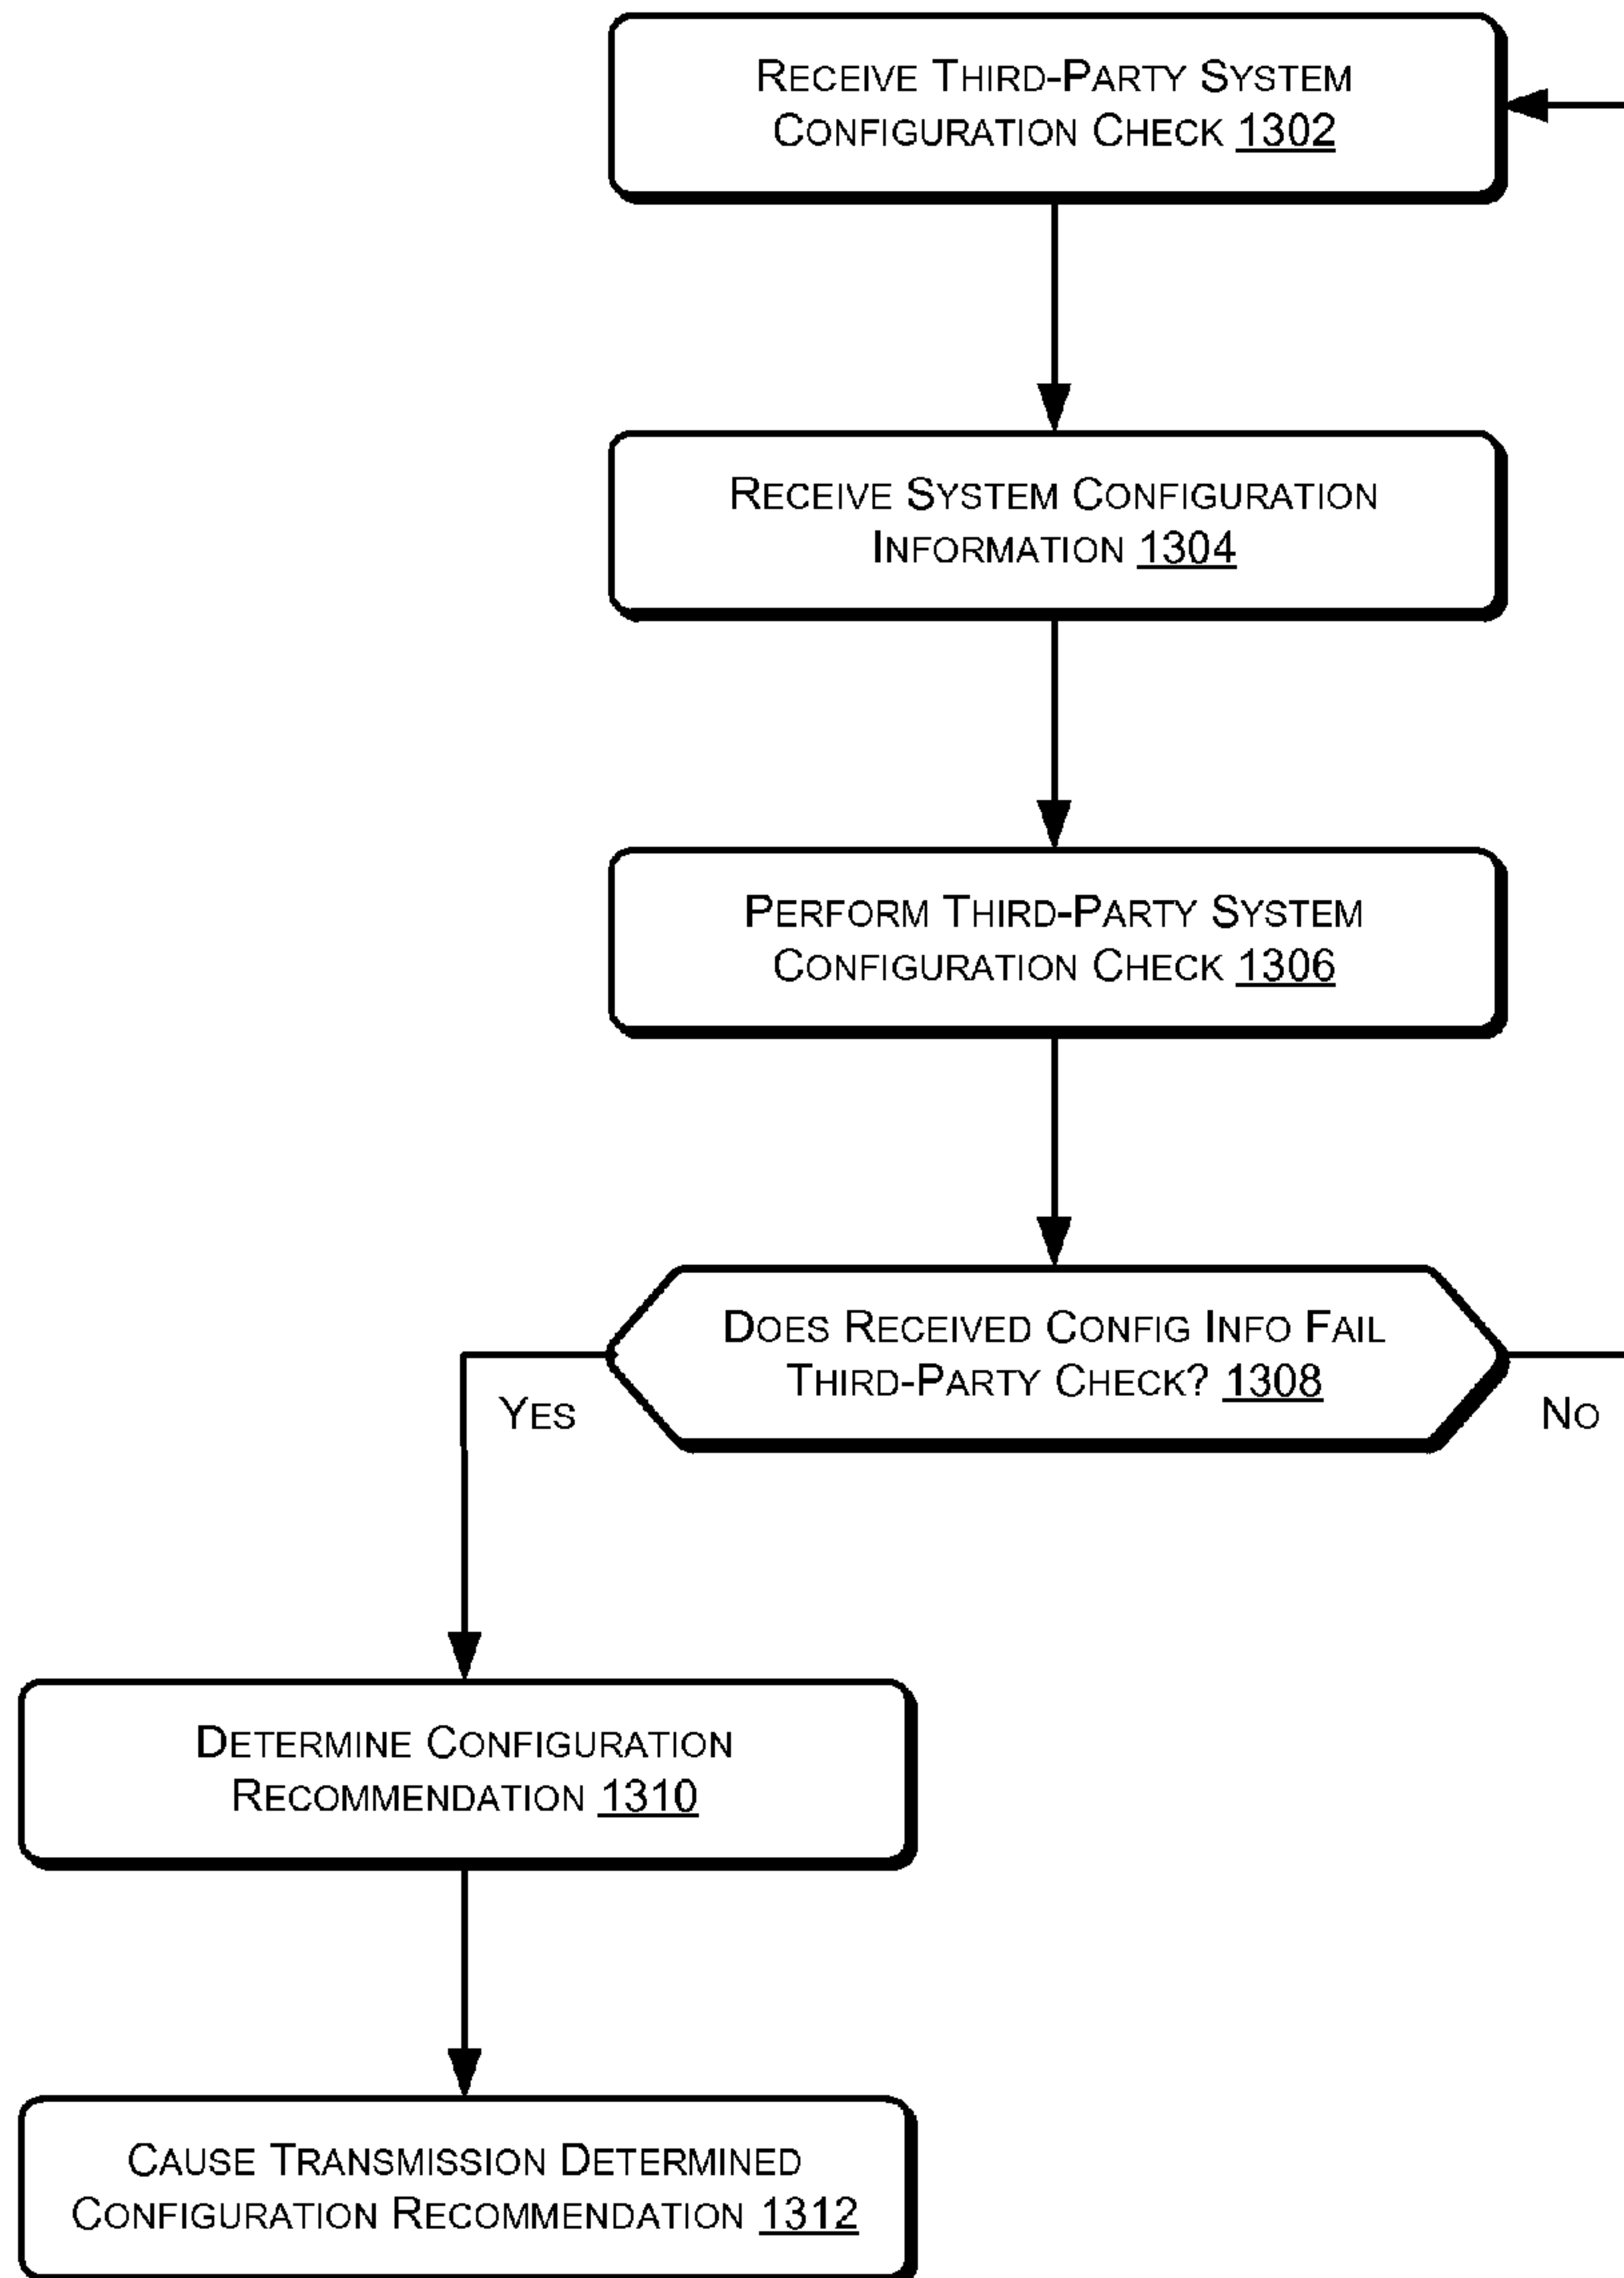 RECEIVE THIRD-PARTY SYSTEM
CONFIGURATION CHECK 1302
RECEIVE SYSTEM CONFIGURATION
INFORMATION 1304
PERFORM THIRD-PARTY SYSTEM
CONFIGURATION CHECK 1306
DOES RECEIVED CONFIG INFO FAIL
THIRD-PARTY CHECK? 1308
YES
NO
DETERMINE CONFIGURATION
RECOMMENDATION 1310
CAUSE TRANSMISSION DETERMINED
CONFIGURATION RECOMMENDATION 1312